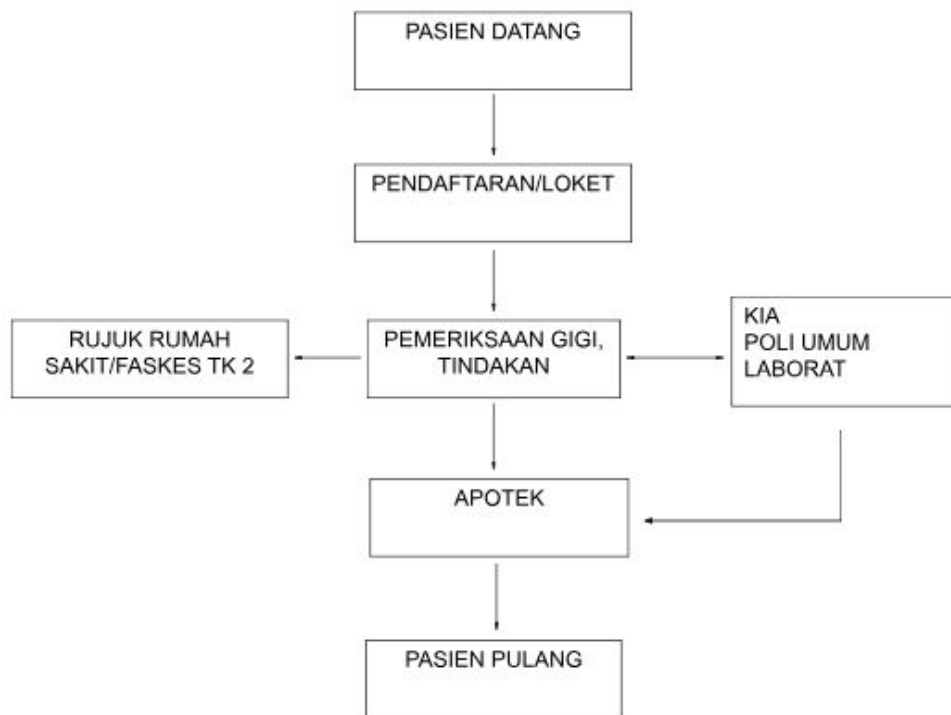 PASIEN DATANG
PENDAFTARAN/LOKET
RUJUK RUMAH
SAKIT/FASKES TK 2
PEMERIKSAAN GIGI,
TINDAKAN
KIA
POLI UMUM
LABORAT
APOTEK
PASIEN PULANG